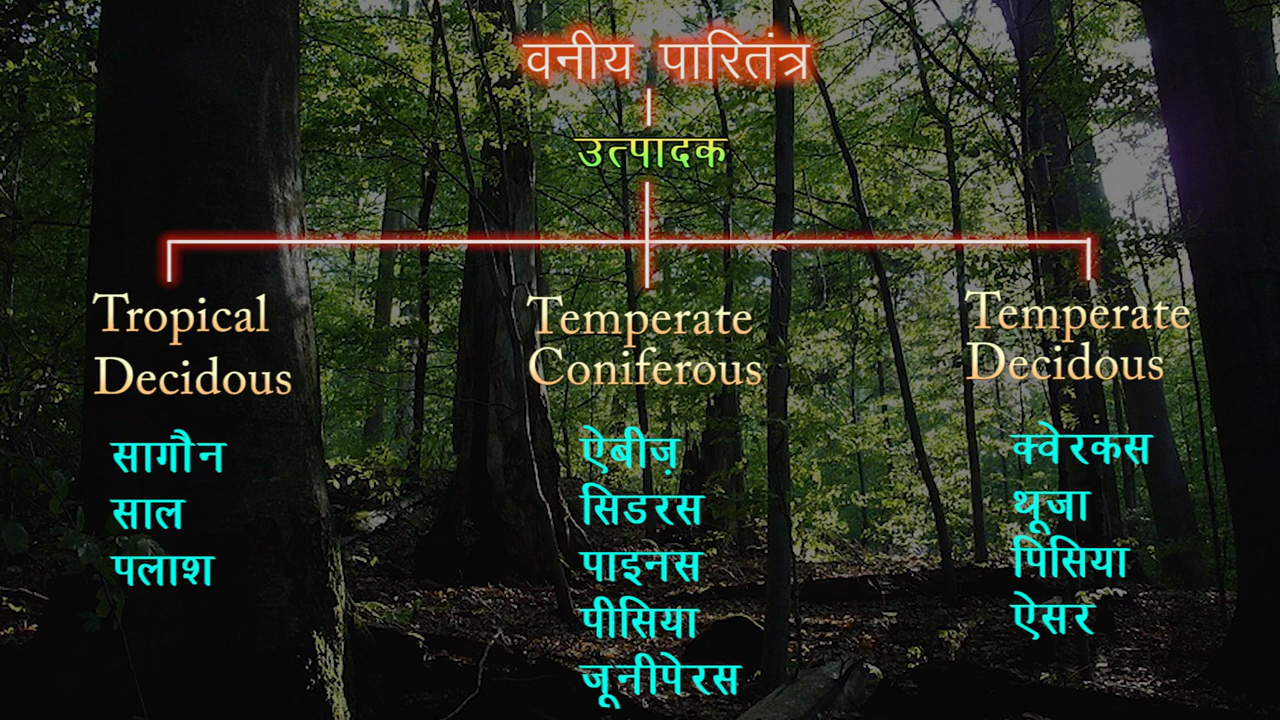 वनीय पारितंत्र
उत्पादक
Tropical
Decidous
सागौन
साल
पलाश
Temperate
Coniferous
ऐबीज़
सिडरस
पाइनस
पीसिया
जूनीपेरस
Temperate
Decidous
क्वेरकस
थूजा
पिसिया
ऐसर